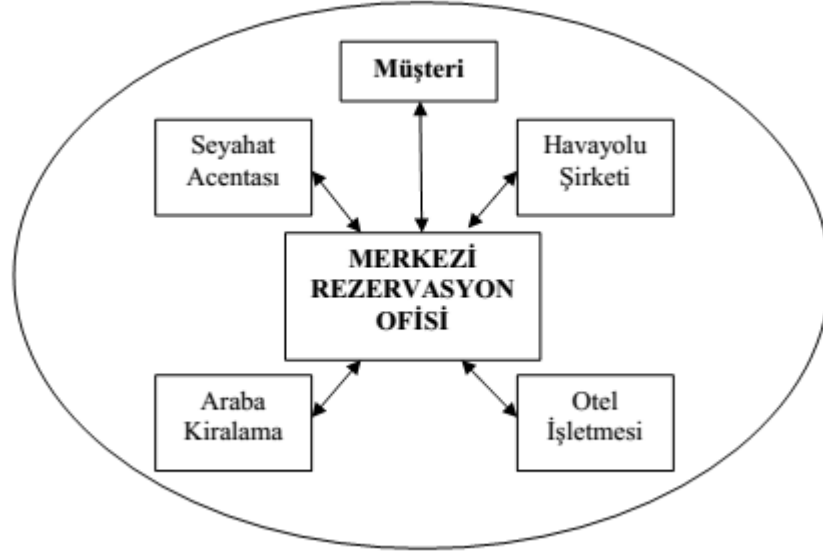 Müşteri
Seyahat
Acentası
Havayolu
Şirketi
MERKEZİ
REZERVASYON
OFİSİ
Araba
Kiralama
Otel
İşletmesi